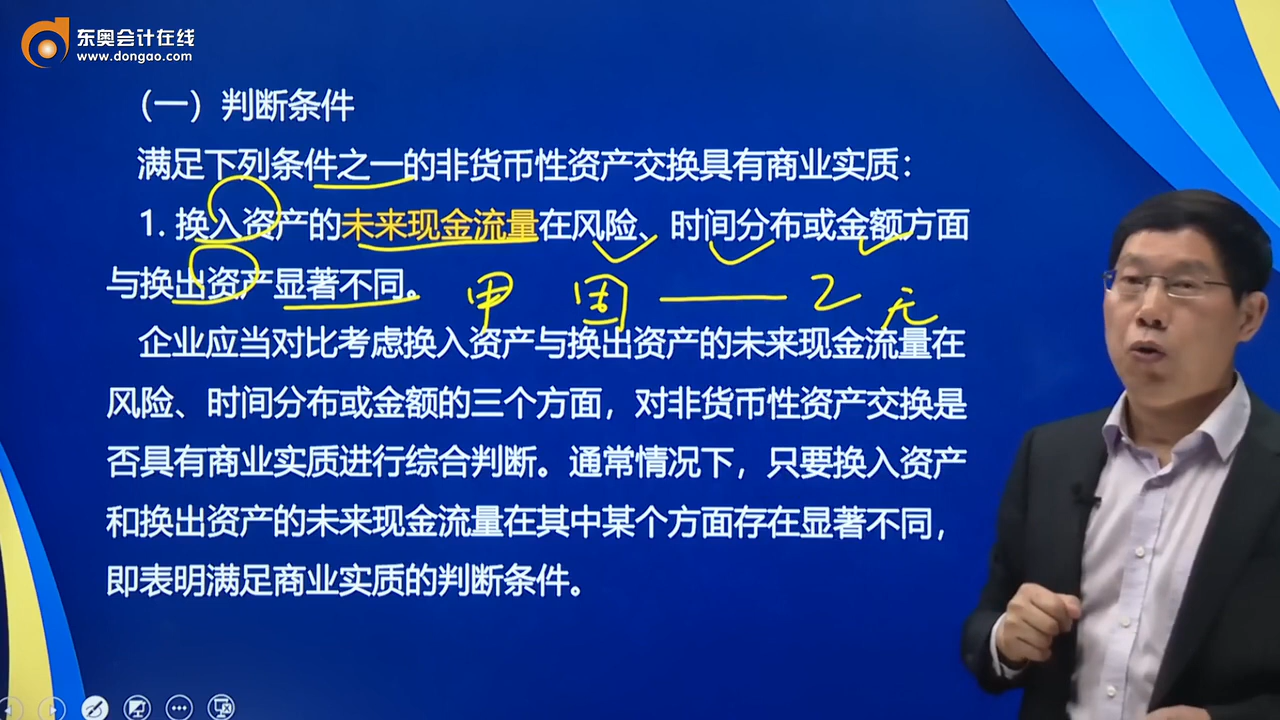 东奥会计在线
www.dongao.com
（一）判断条件
满足下列条件之一的非货币性资产交换具有商业实质：
1. 换入资产的未来现金流量在风险、时间分布或金额方面
与换出资产显著不同。
甲 固 —— 乙 无
企业应当对比考虑换入资产与换出资产的未来现金流量在
风险、时间分布或金额的三个方面，对非货币性资产交换是
否具有商业实质进行综合判断。通常情况下，只要换入资产
和换出资产的未来现金流量在其中某个方面存在显著不同，
即表明满足商业实质的判断条件。